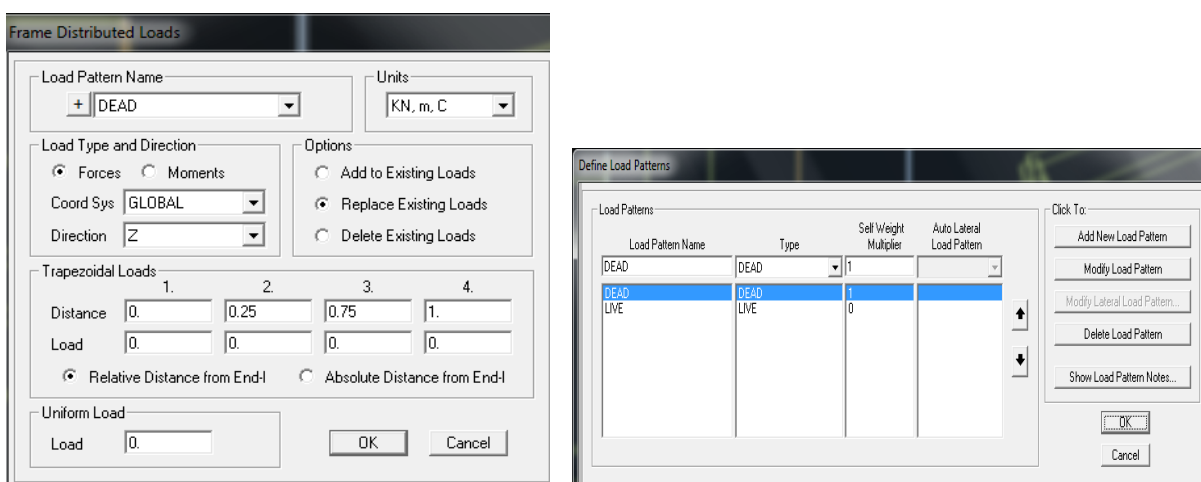 Frame Distributed Loads
Load Pattern Name
+ DEAD
Units
KN, m, C
Load Type and Direction
Forces Moments
Coord Sys GLOBAL
Direction Z
Options
Add to Existing Loads
Replace Existing Loads
Delete Existing Loads
Trapezoidal Loads
1. 2. 3. 4.
Distance 0. 0.25 0.75 1.
Load 0. 0. 0. 0.
Relative Distance from End-I Absolute Distance from End-I
Uniform Load
Load 0.
OK Cancel
Define Load Patterns
Load Patterns
Load Pattern Name Type Self Weight Multiplier Auto Lateral Load Pattern
DEAD DEAD 1
DEAD DEAD 1
LIVE LIVE 0
Click To:
Add New Load Pattern
Modify Load Pattern
Modify Lateral Load Pattern...
Delete Load Pattern
Show Load Pattern Notes...
OK
Cancel